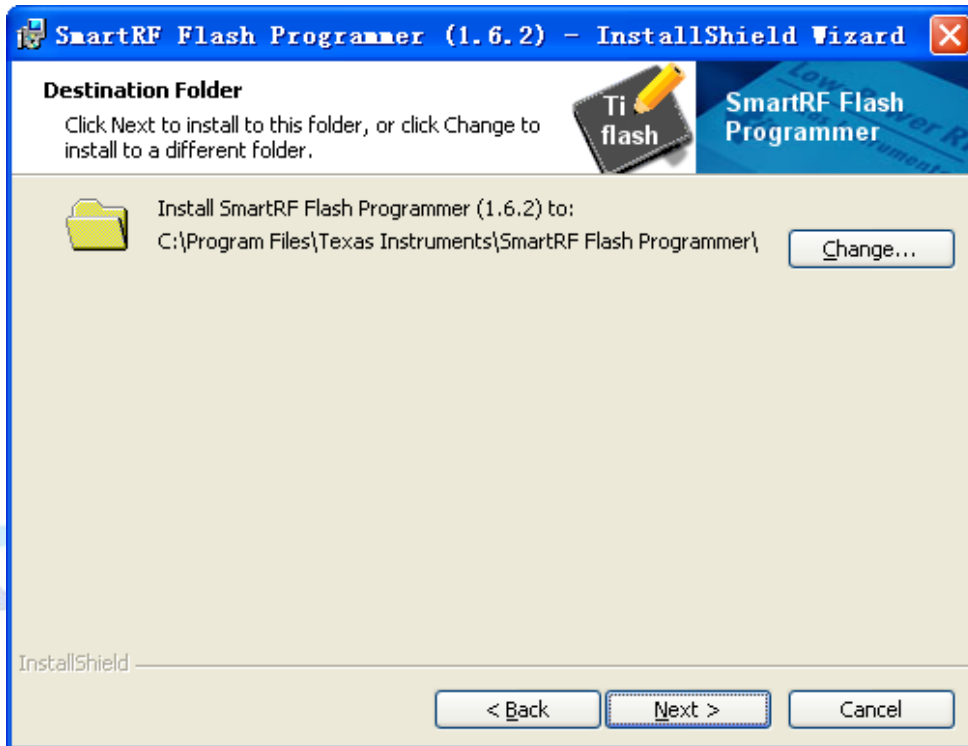 SmartRF Flash Programmer (1.6.2) - InstallShield Wizard
Destination Folder
Click Next to install to this folder, or click Change to
install to a different folder.
Ti
flash
SmartRF Flash
Programmer
Install SmartRF Flash Programmer (1.6.2) to:
C:\Program Files\Texas Instruments\SmartRF Flash Programmer\
Change...
InstallShield
< Back
Next >
Cancel